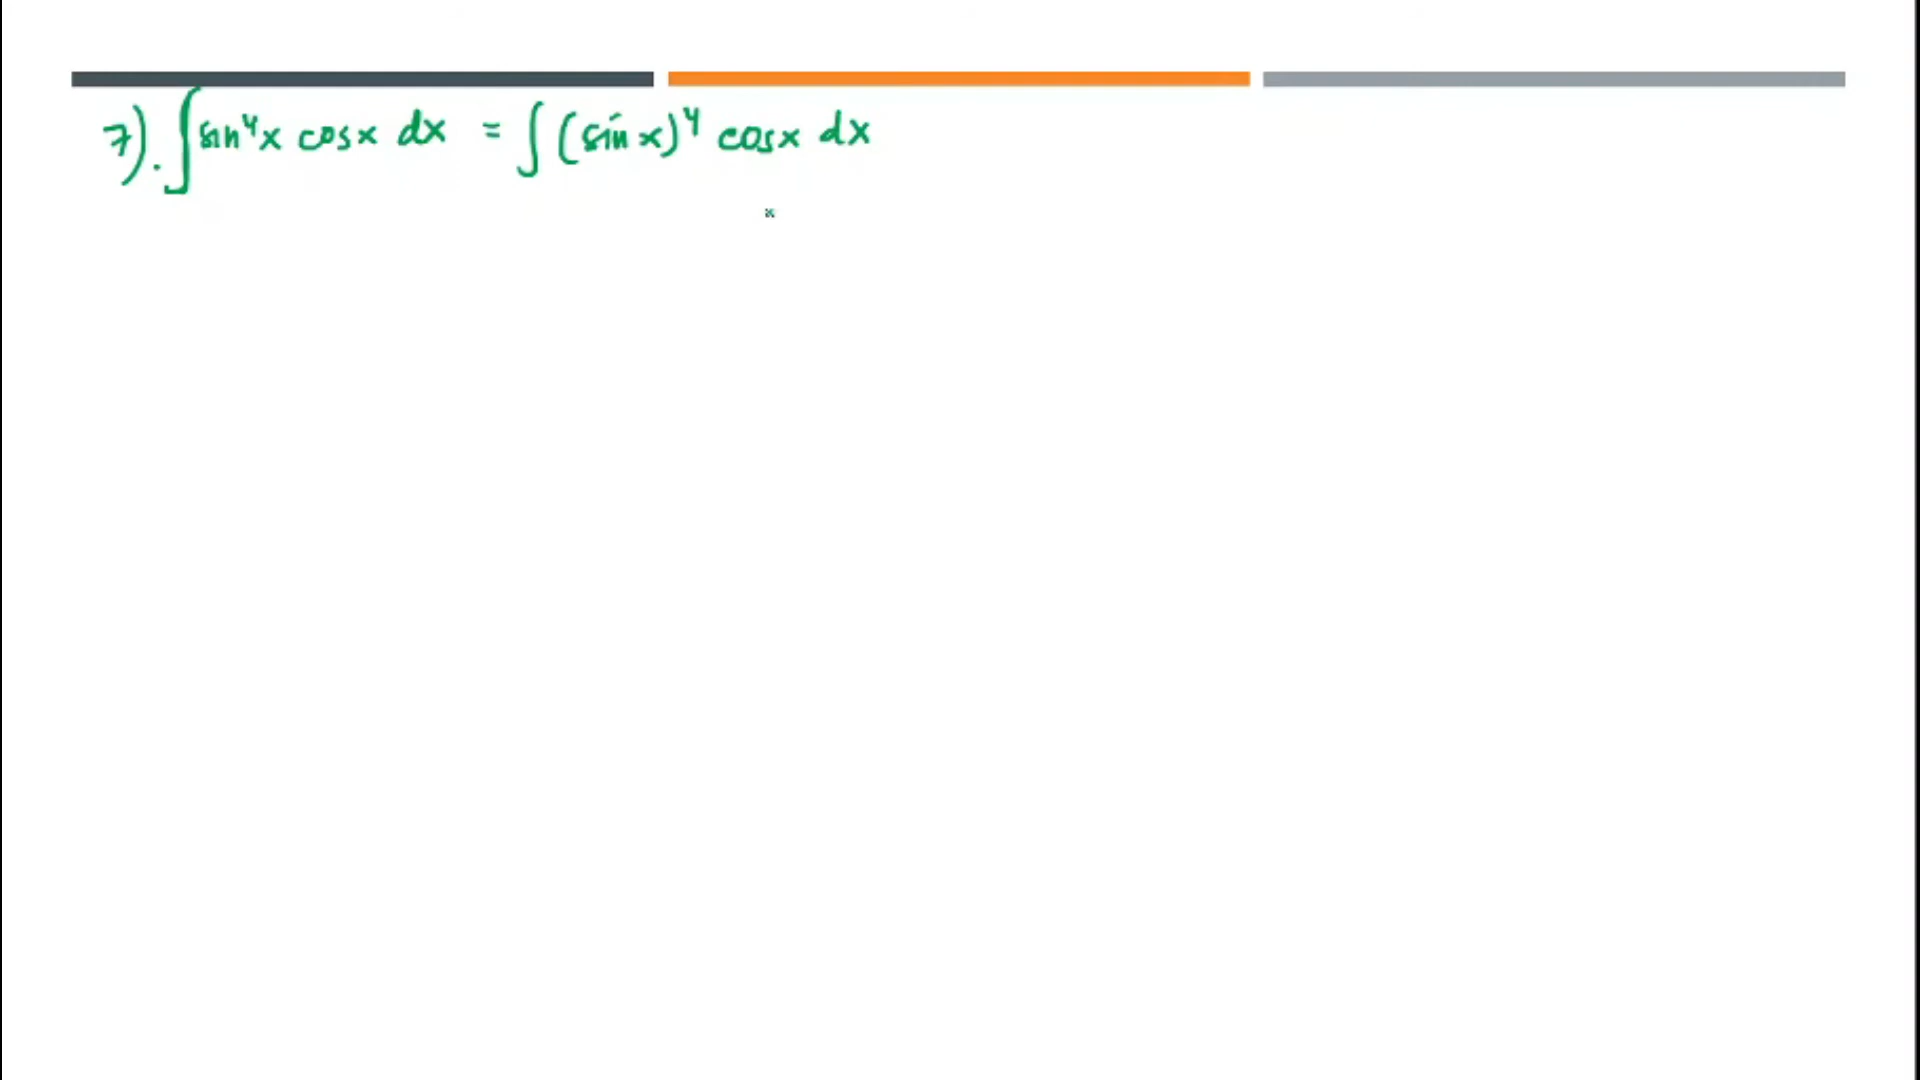 7). ∫sin⁴x cosx dx = ∫(sin x)⁴ cosx dx